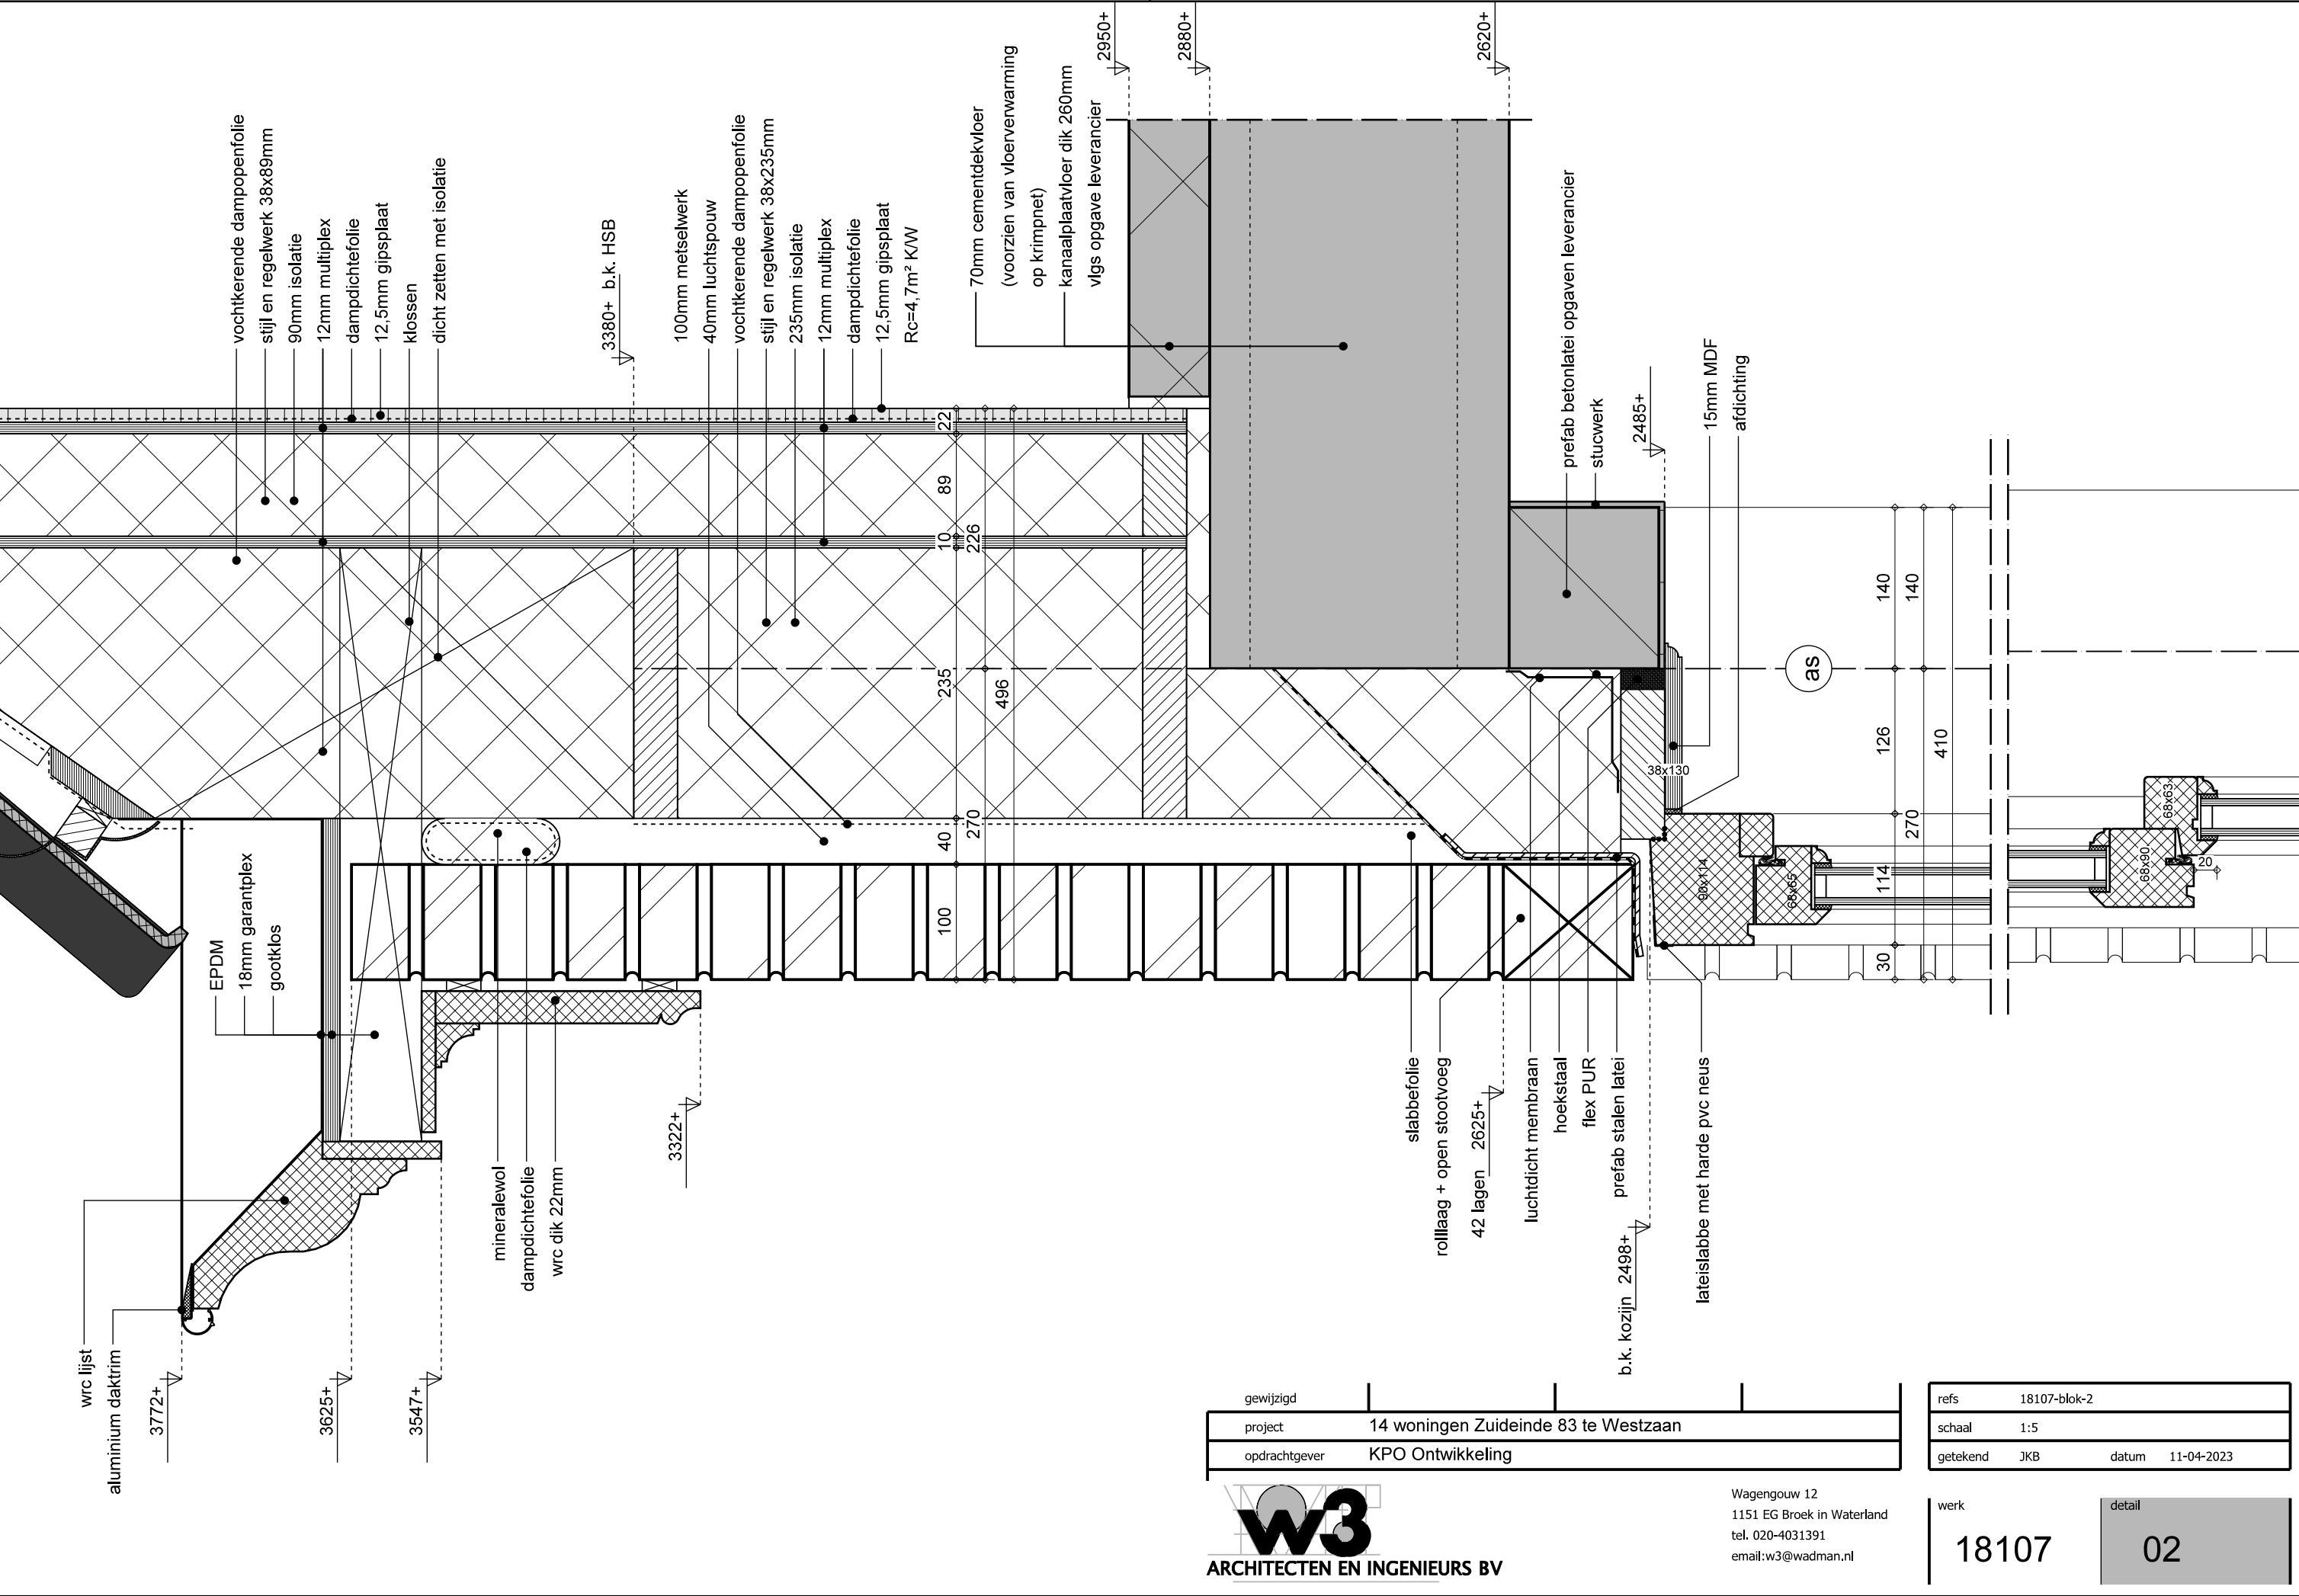 2950+
2880+
2620+
vochtkerende dampopenfolie
stijl en regelwerk 38x89mm
90mm isolatie
12mm multiplex
dampdichtefolie
12,5mm gipsplaat
klossen
dicht zetten met isolatie
3380+ b.k. HSB
100mm metselwerk
40mm luchtspouw
vochtkerende dampopenfolie
stijl en regelwerk 38x235mm
235mm isolatie
12mm multiplex
dampdichtefolie
12,5mm gipsplaat
Rc=4,7m² K/W
70mm cementdekvloer
(voorzien van vloerverwarming
op krimpnet)
kanaalplaatvloer dik 260mm
vlgs opgave leverancier
prefab betonlatei opgaven leverancier
stucwerk
2485+
15mm MDF
afdichting
22
89
10
226
235
496
40
270
100
140
140
126
410
270
114
30
as
38x130
98x114
68x65
68x90
68x63
20
EPDM
18mm garantplex
gootklos
mineralewol
dampdichtefolie
wrc dik 22mm
3322+
slabbefolie
rolllaag + open stootvoeg
42 lagen 2625+
luchtdicht membraan
hoekstaal
flex PUR
prefab stalen latei
b.k. kozijn 2498+
lateislabbe met harde pvc neus
wrc lijst
aluminium daktrim
3772+
3625+
3547+
gewijzigd
project 14 woningen Zuideinde 83 te Westzaan
opdrachtgever KPO Ontwikkeling
refs 18107-blok-2
schaal 1:5
getekend JKB datum 11-04-2023
w3
ARCHITECTEN EN INGENIEURS BV
Wagengouw 12
1151 EG Broek in Waterland
tel. 020-4031391
email:w3@wadman.nl
werk
18107
detail
02